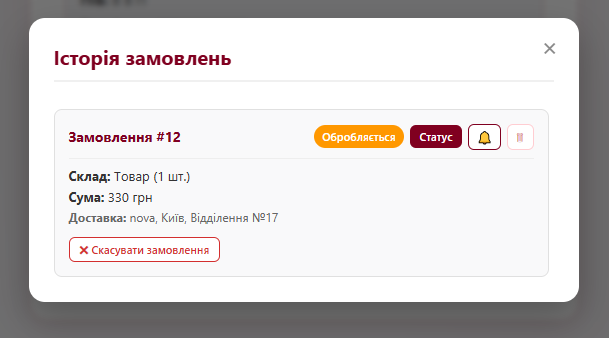 Історія замовлень
Замовлення #12
Обробляється
Статус
Склад: Товар (1 шт.)
Сума: 330 грн
Доставка: nova, Київ, Відділення №17
Скасувати замовлення